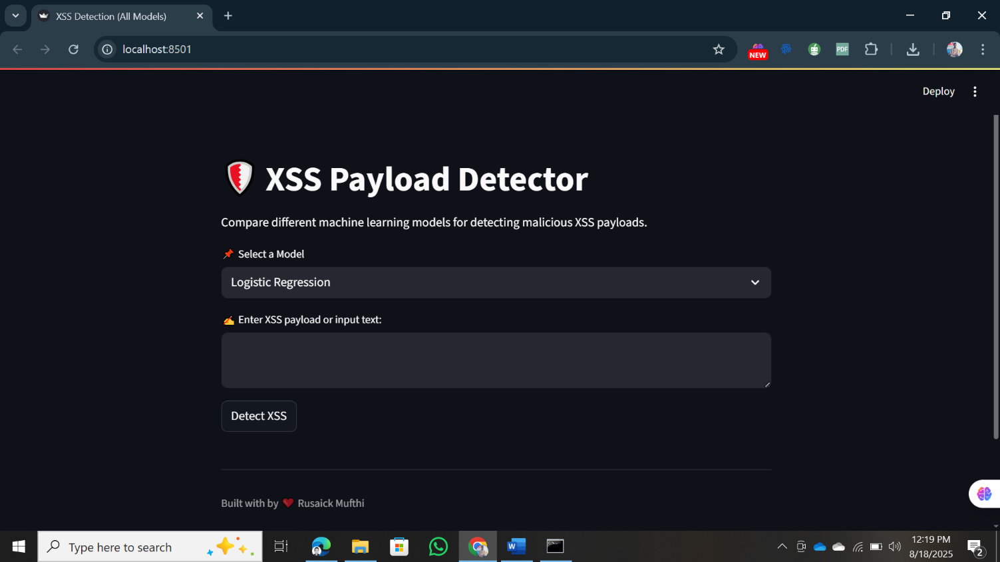 XSS Detection (All Models)
localhost:8501
NEW
PDF
Deploy
XSS Payload Detector
Compare different machine learning models for detecting malicious XSS payloads.
Select a Model
Logistic Regression
Enter XSS payload or input text:
Detect XSS
Built with by ❤️ Rusaick Mufthi
Type here to search
12:19 PM
8/18/2025
2